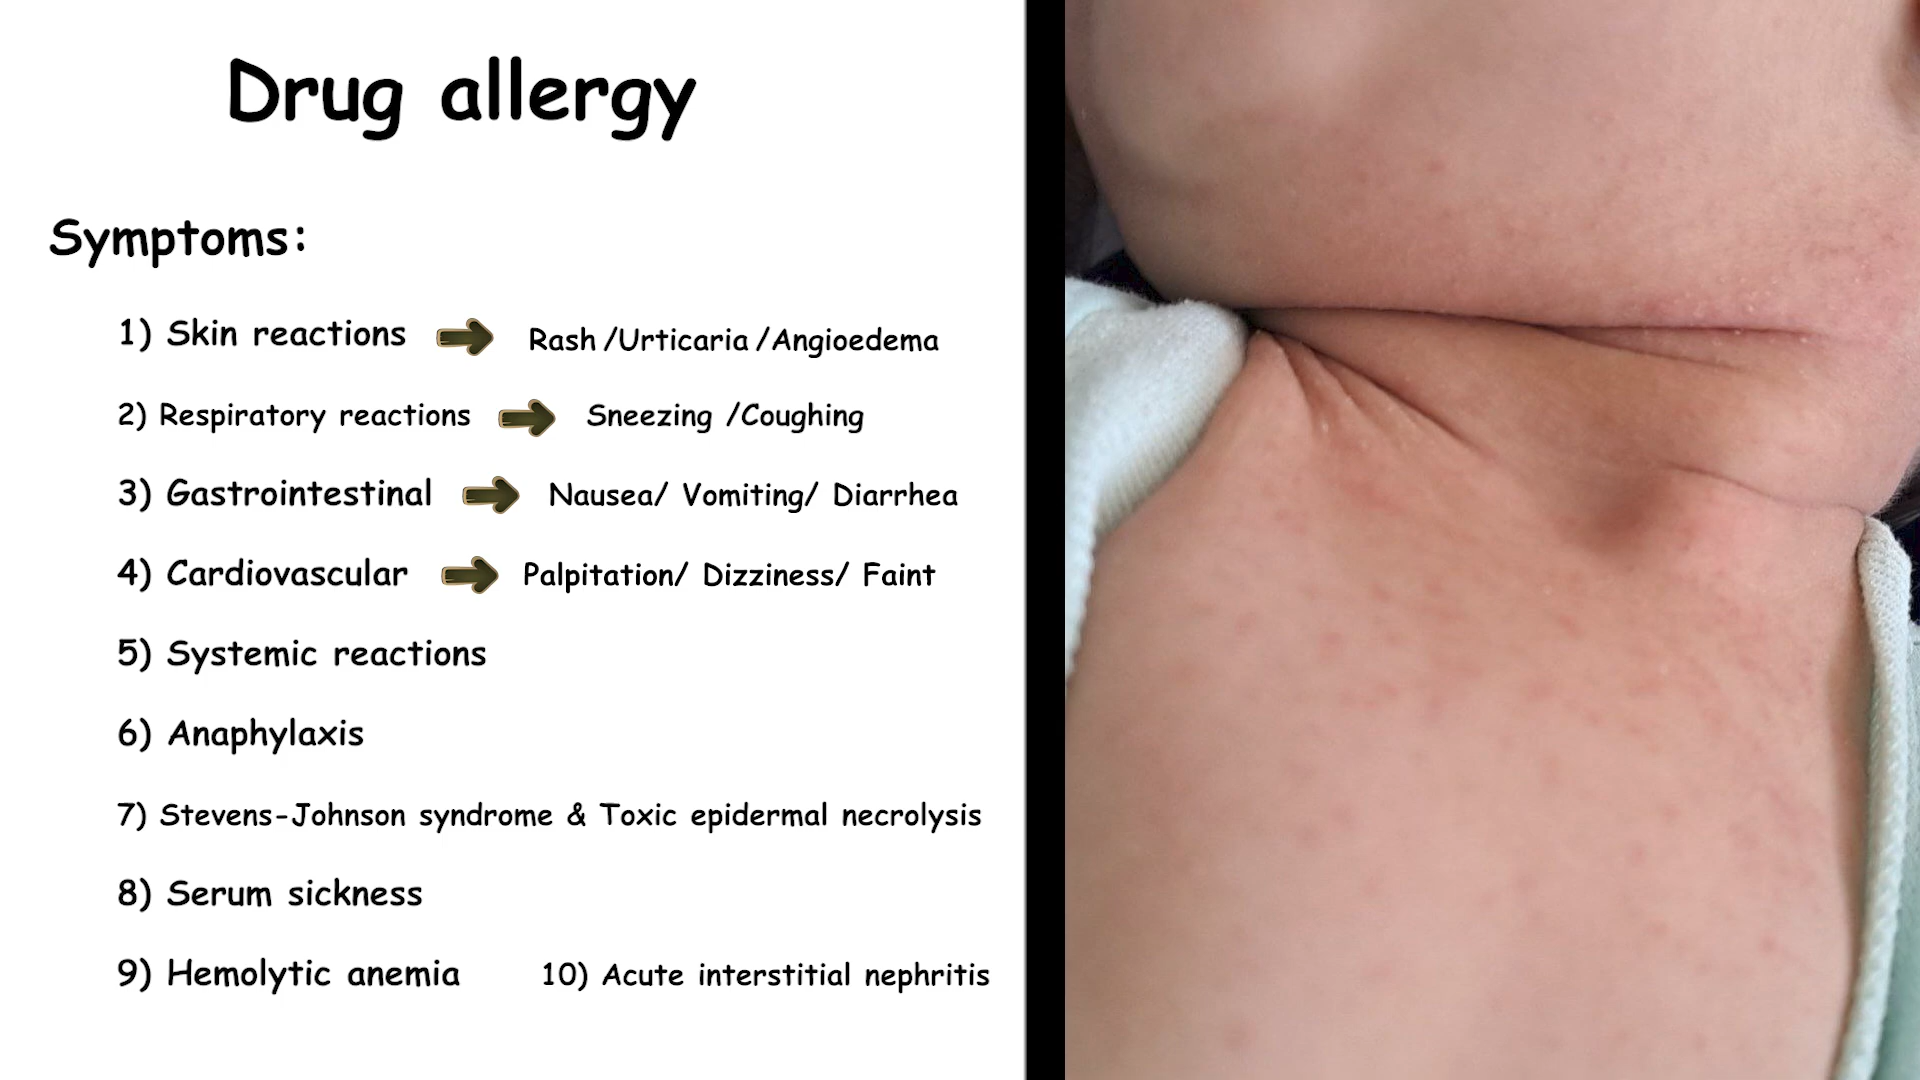 Drug allergy
Symptoms:
1) Skin reactions Rash /Urticaria /Angioedema
2) Respiratory reactions Sneezing /Coughing
3) Gastrointestinal Nausea/ Vomiting/ Diarrhea
4) Cardiovascular Palpitation/ Dizziness/ Faint
5) Systemic reactions
6) Anaphylaxis
7) Stevens-Johnson syndrome & Toxic epidermal necrolysis
8) Serum sickness
9) Hemolytic anemia 10) Acute interstitial nephritis